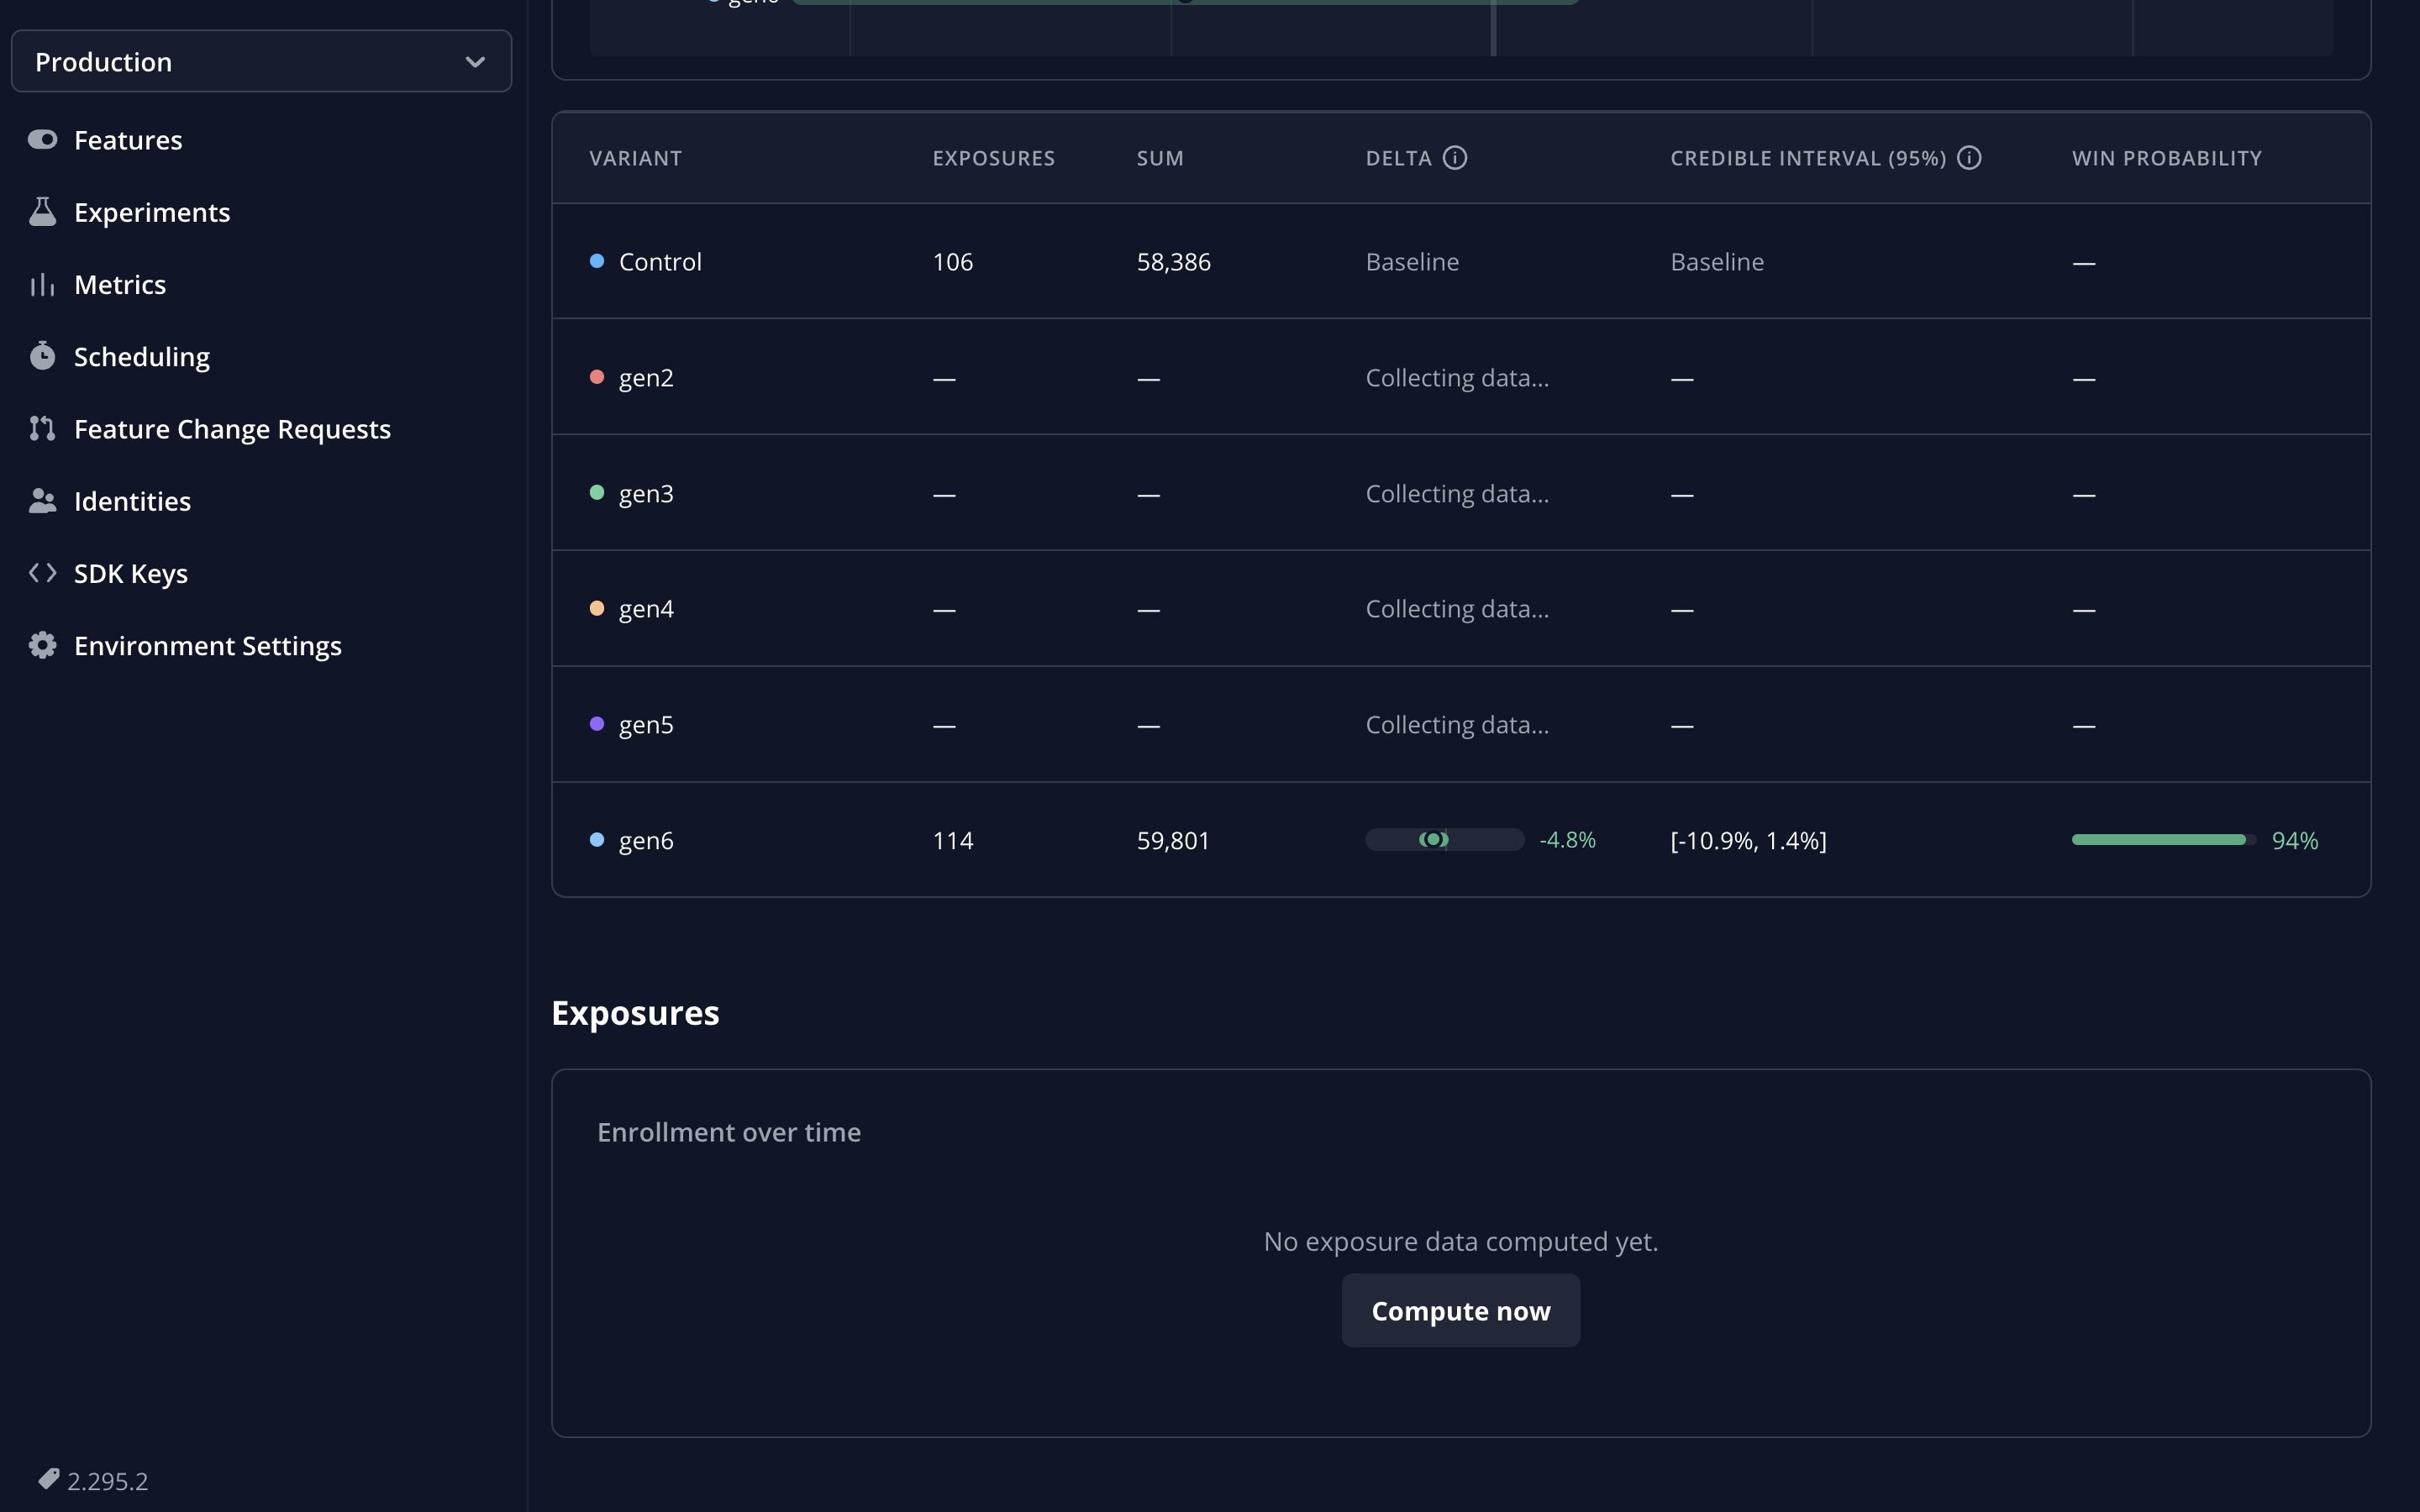 Production
Features
Experiments
Metrics
Scheduling
Feature Change Requests
Identities
SDK Keys
Environment Settings
2.295.2
VARIANT EXPOSURES SUM DELTA CREDIBLE INTERVAL (95%) WIN PROBABILITY
Control 106 58,386 Baseline Baseline —
gen2 — — Collecting data... — —
gen3 — — Collecting data... — —
gen4 — — Collecting data... — —
gen5 — — Collecting data... — —
gen6 114 59,801 -4.8% [-10.9%, 1.4%] 94%
Exposures
Enrollment over time
No exposure data computed yet.
Compute now